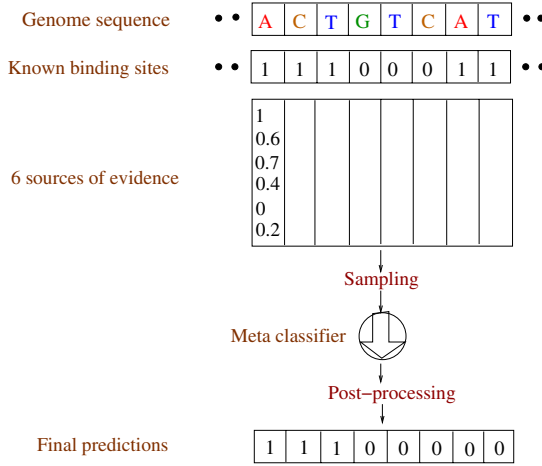 Genome sequence •• A C T G T C A T ••
Known binding sites •• 1 1 1 0 0 0 1 1 ••
1
0.6
0.7
6 sources of evidence 0.4
0
0.2
Sampling
Meta classifier
Post−processing
Final predictions 1 1 1 0 0 0 0 0